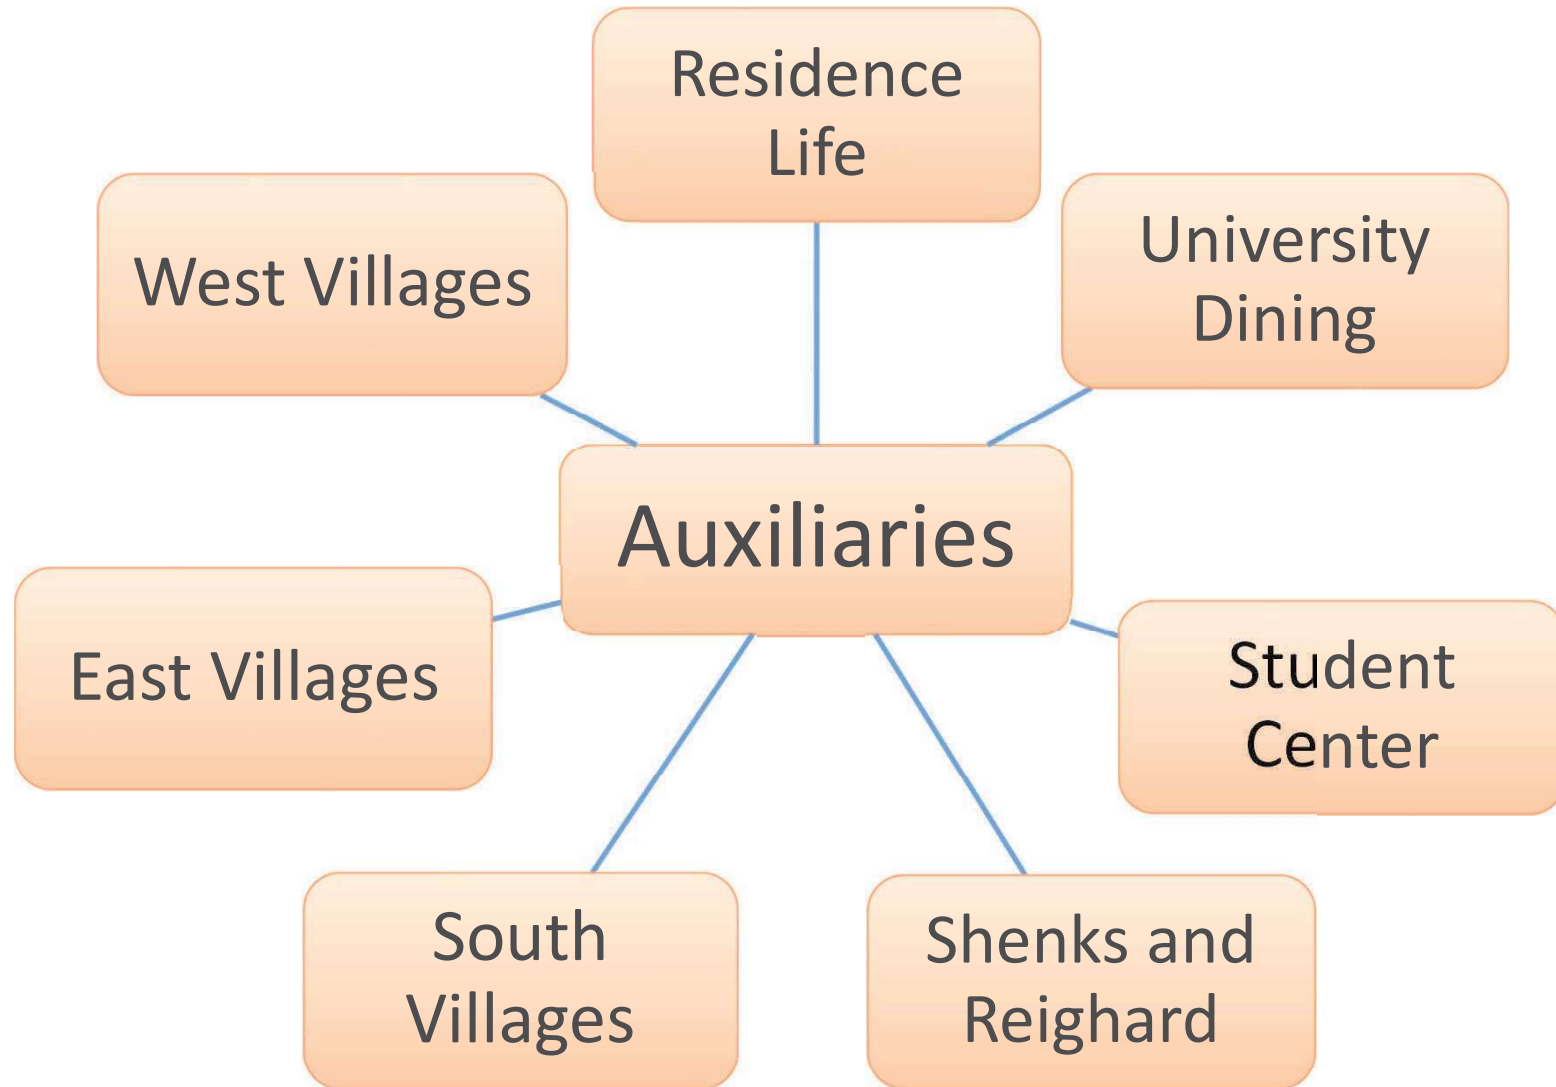 Residence
Life
West Villages
University
Dining
Auxiliaries
East Villages
Student
Center
South
Villages
Shenks and
Reighard